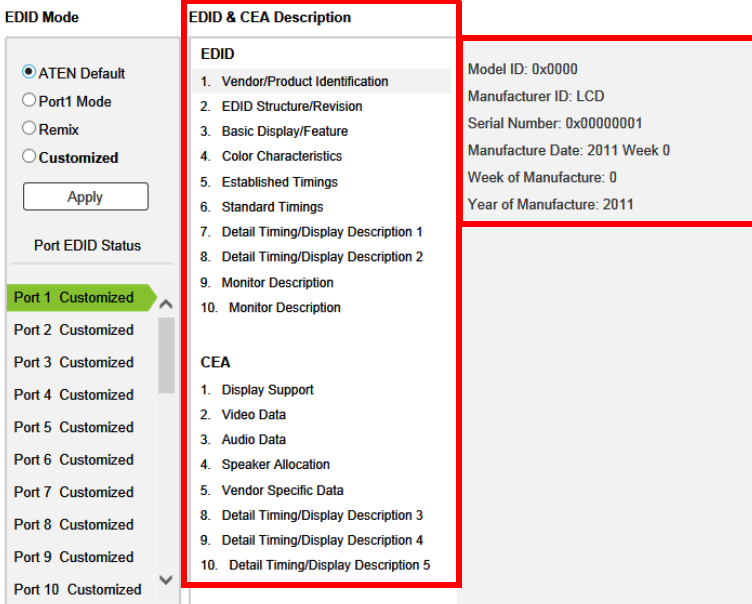 EDID Mode
ATEN Default
Port1 Mode
Remix
Customized
Apply
Port EDID Status
Port 1 Customized
Port 2 Customized
Port 3 Customized
Port 4 Customized
Port 5 Customized
Port 6 Customized
Port 7 Customized
Port 8 Customized
Port 9 Customized
Port 10 Customized
EDID & CEA Description
EDID
1. Vendor/Product Identification
2. EDID Structure/Revision
3. Basic Display/Feature
4. Color Characteristics
5. Established Timings
6. Standard Timings
7. Detail Timing/Display Description 1
8. Detail Timing/Display Description 2
9. Monitor Description
10. Monitor Description
CEA
1. Display Support
2. Video Data
3. Audio Data
4. Speaker Allocation
5. Vendor Specific Data
8. Detail Timing/Display Description 3
9. Detail Timing/Display Description 4
10. Detail Timing/Display Description 5
Model ID: 0x0000
Manufacturer ID: LCD
Serial Number: 0x00000001
Manufacture Date: 2011 Week 0
Week of Manufacture: 0
Year of Manufacture: 2011